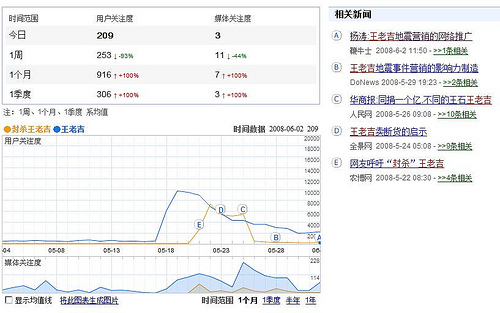 时间范围 用户关注度 媒体关注度
今日 209 3
1周 253 ↓ -93% 11 ↓ -44%
1个月 916 ↑ +100% 7 ↑ +100%
1季度 306 ↑ +100% 3 ↑ +100%
注：1周、1个月、1季度 系均值
封杀王老吉 王老吉 时间数据 2008-06-02 209
用户关注度
20000
18000
16000
14000
12000
10000
8000
6000
4000
2000
E D C B A
04 05-08 05-13 05-18 05-23 05-28 06-
媒体关注度
228
114
显示均值线 将此图表生成图片 时间范围 1个月 1季度 半年 1年
相关新闻
A 杨涛:王老吉地震营销的网络推广
鞭牛士 2008-6-2 11:50 - >>1条相关
B 王老吉地震事件营销的影响力制造
DoNews 2008-5-29 19:23 - >>2条相关
C 华商报:同捐一个亿,不同的王石王老吉
人民网 2008-5-26 09:08 - >>10条相关
D 王老吉卖断货的启示
全景网 2008-5-24 05:08 - >>9条相关
E 网友呼吁“封杀”王老吉
农博网 2008-5-22 08:30 - >>4条相关